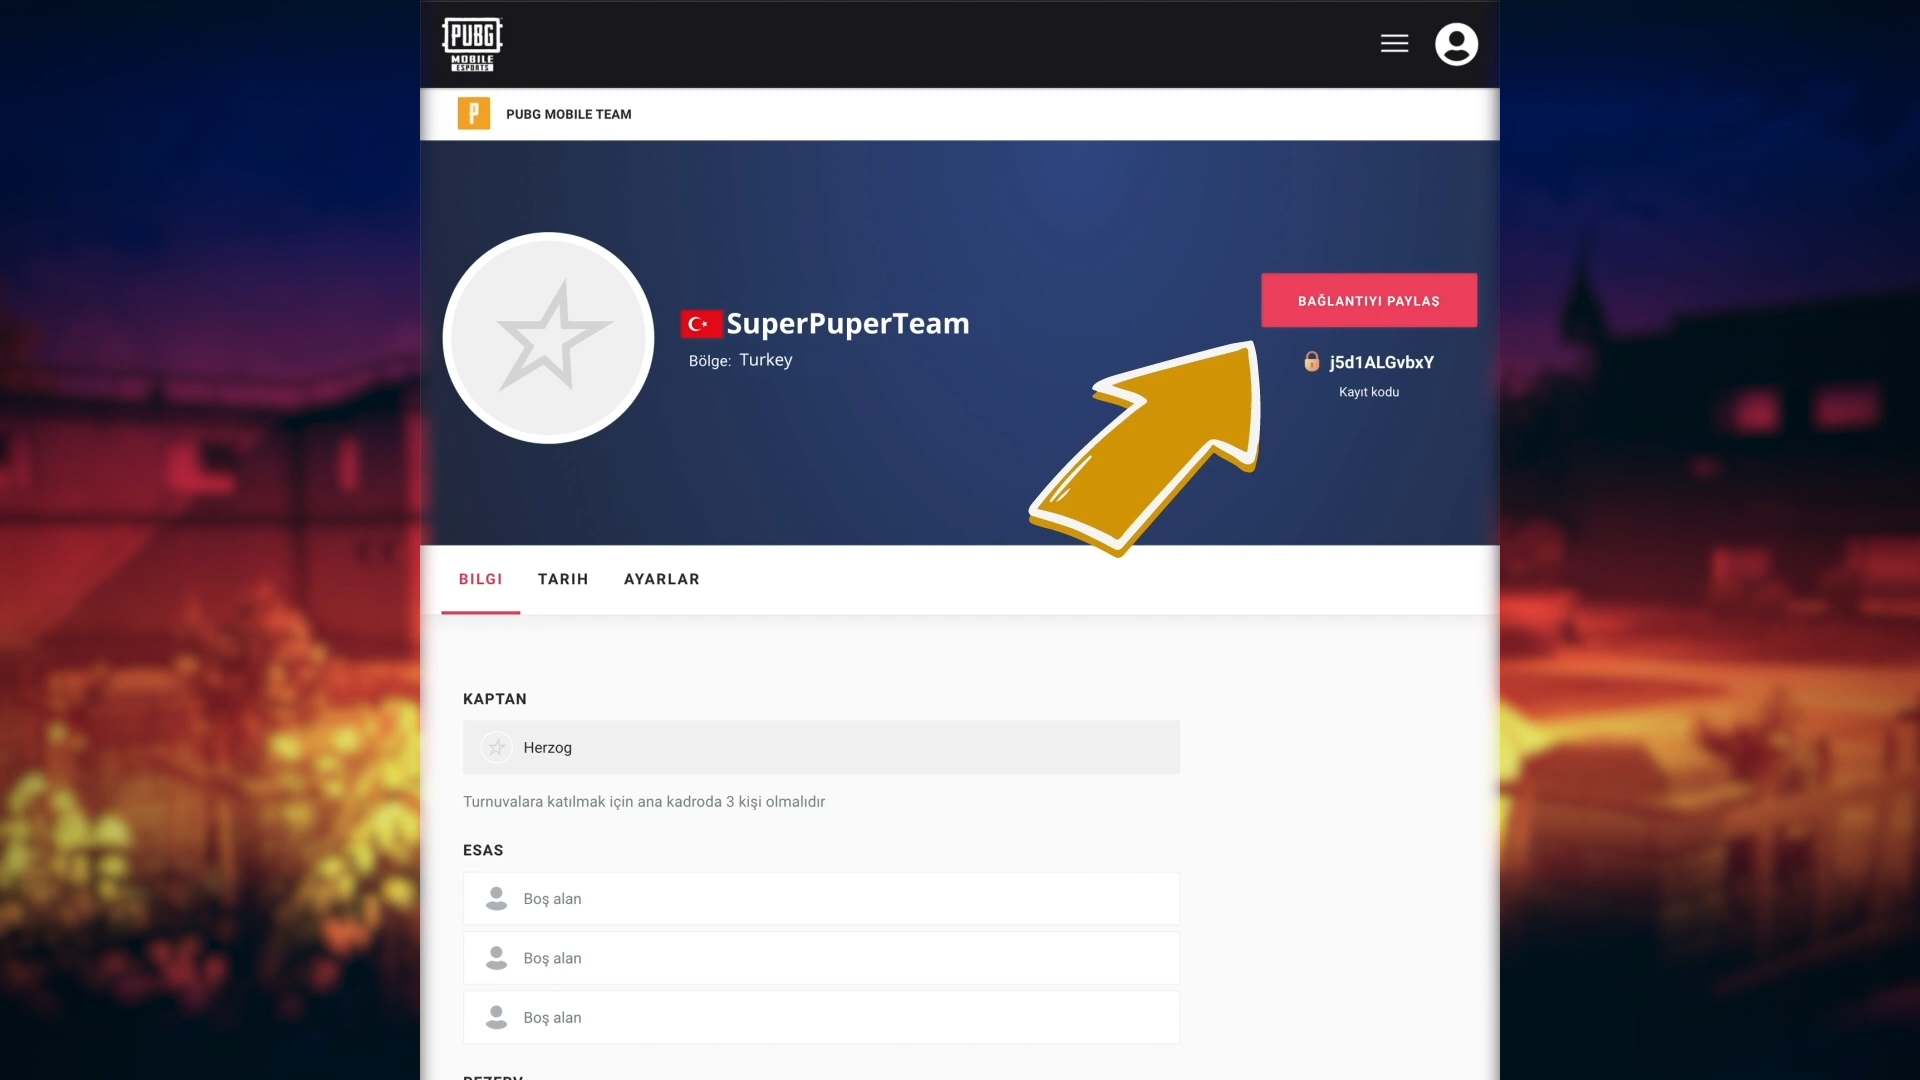 PUBG
MOBILE
ESPORTS
P
PUBG MOBILE TEAM
SuperPuperTeam
Bölge: Turkey
BAĞLANTIYI PAYLAŞ
j5d1ALGvbxY
Kayıt kodu
BILGI
TARIH
AYARLAR
KAPTAN
Herzog
Turnuvalara katılmak için ana kadroda 3 kişi olmalıdır
ESAS
Boş alan
Boş alan
Boş alan